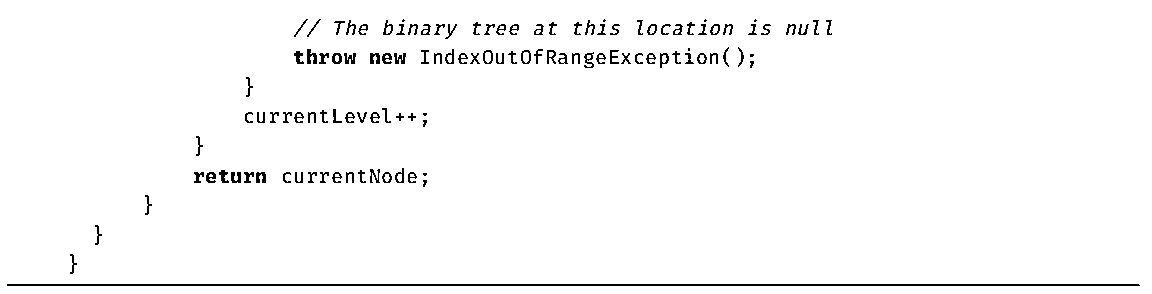 // The binary tree at this location is null
throw new IndexOutOfRangeException();
}
currentLevel++;
}
return currentNode;
}
}
}